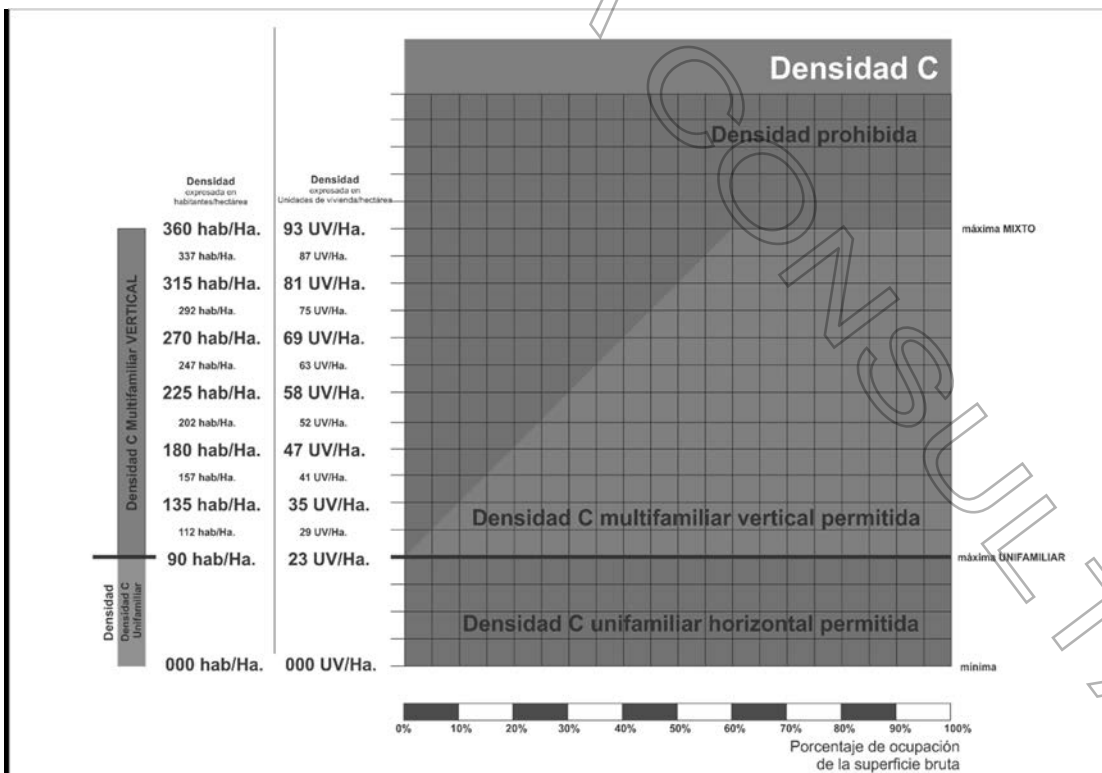 Densidad C
Densidad prohibida
Densidad
expresada en
habitantes/hectárea
Densidad
expresada en
Unidades de vivienda/hectárea
360 hab/Ha. 93 UV/Ha.
máxima MIXTO
337 hab/Ha. 87 UV/Ha.
315 hab/Ha. 81 UV/Ha.
292 hab/Ha. 75 UV/Ha.
270 hab/Ha. 69 UV/Ha.
247 hab/Ha. 63 UV/Ha.
225 hab/Ha. 58 UV/Ha.
202 hab/Ha. 52 UV/Ha.
180 hab/Ha. 47 UV/Ha.
157 hab/Ha. 41 UV/Ha.
135 hab/Ha. 35 UV/Ha.
112 hab/Ha. 29 UV/Ha.
90 hab/Ha. 23 UV/Ha.
000 hab/Ha. 000 UV/Ha.
Densidad C Multifamiliar VERTICAL
Densidad
Densidad C
Unifamiliar
Densidad C multifamiliar vertical permitida
máxima UNIFAMILIAR
Densidad C unifamiliar horizontal permitida
mínima
0% 10% 20% 30% 40% 50% 60% 70% 80% 90% 100%
Porcentaje de ocupación
de la superficie bruta
CONSULTA